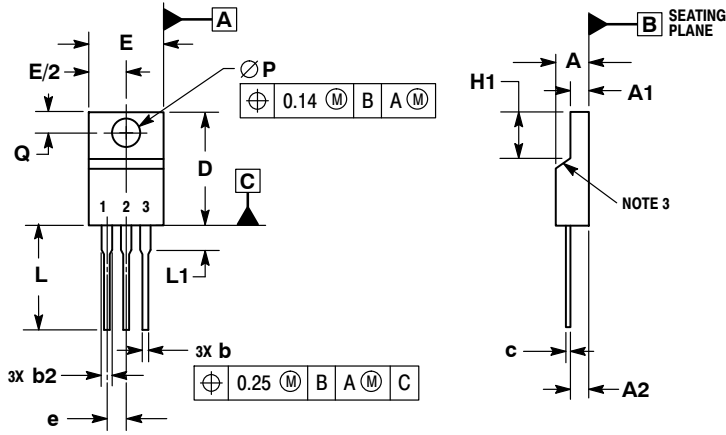 E
A
B SEATING PLANE
E/2
Ø P
⌖ 0.14 Ⓜ B A Ⓜ
A
H1
A1
Q
D
C
NOTE 3
1 2 3
L
L1
3X b
c
3X b2
⌖ 0.25 Ⓜ B A Ⓜ C
A2
e